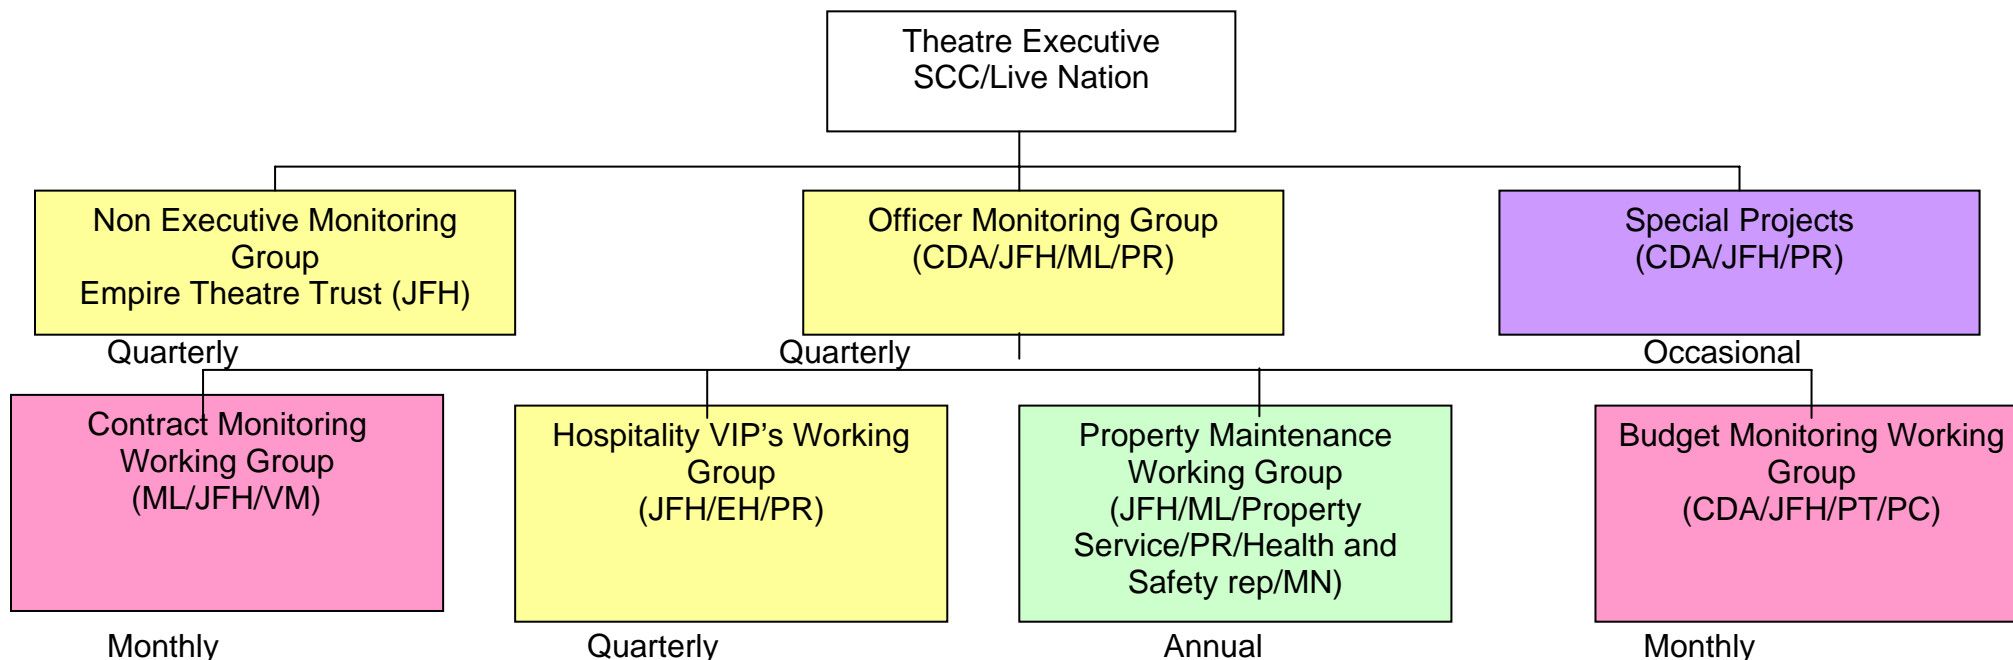 Theatre Executive
SCC/Live Nation
Non Executive Monitoring
Group
Empire Theatre Trust (JFH)
Officer Monitoring Group
(CDA/JFH/ML/PR)
Special Projects
(CDA/JFH/PR)
Quarterly
Quarterly
Occasional
Contract Monitoring
Working Group
(ML/JFH/VM)
Hospitality VIP's Working
Group
(JFH/EH/PR)
Property Maintenance
Working Group
(JFH/ML/Property
Service/PR/Health and
Safety rep/MN)
Budget Monitoring Working
Group
(CDA/JFH/PT/PC)
Monthly
Quarterly
Annual
Monthly